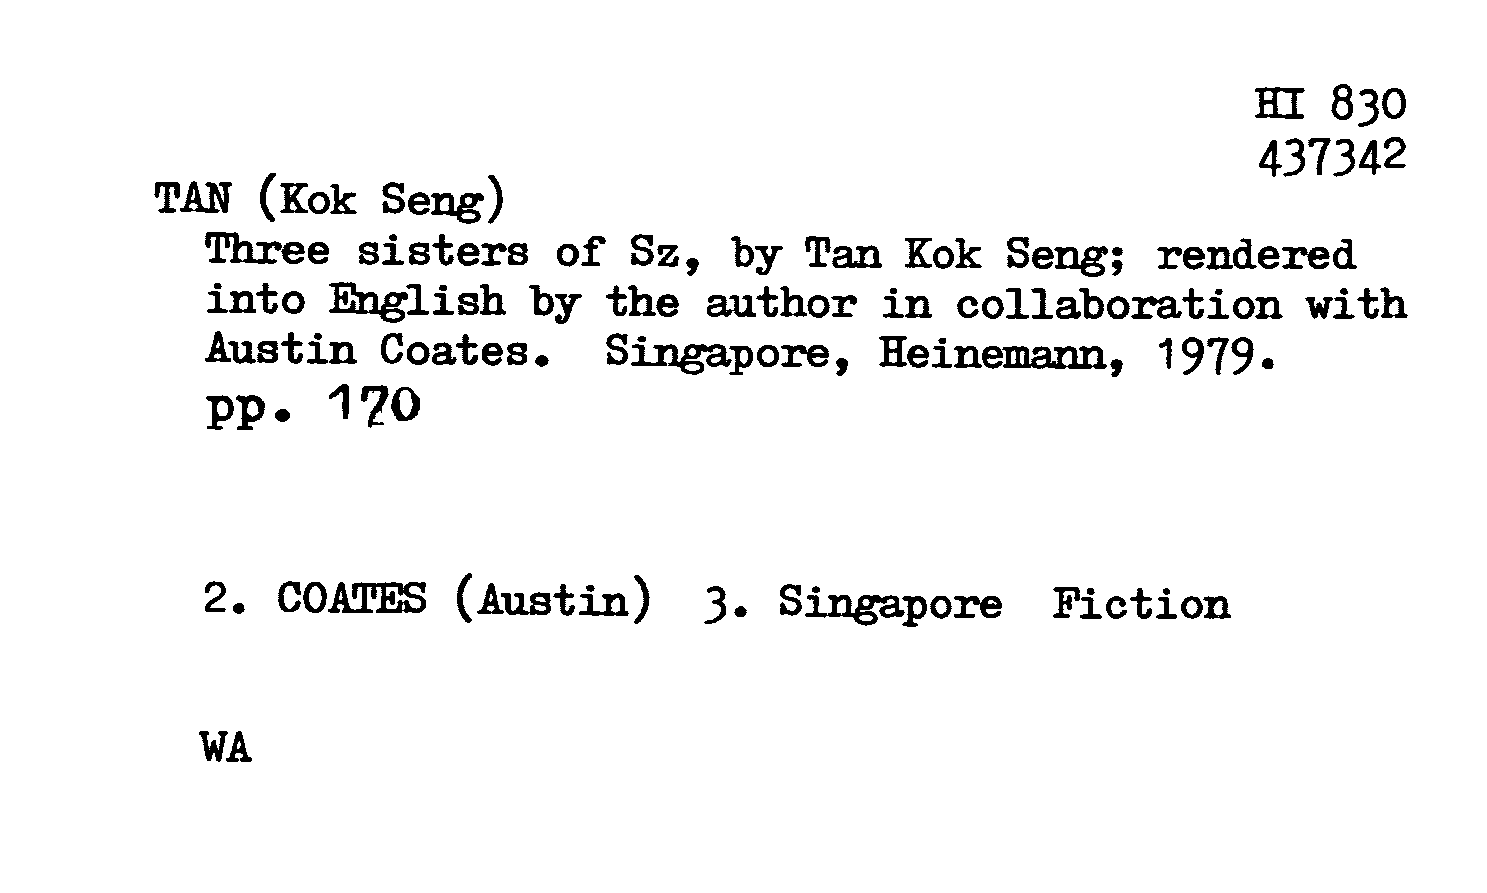 HI 830
437342
TAN (Kok Seng)
Three sisters of Sz, by Tan Kok Seng; rendered
into English by the author in collaboration with
Austin Coates. Singapore, Heinemann, 1979.
pp. 170
2. COATES (Austin) 3. Singapore Fiction
WA